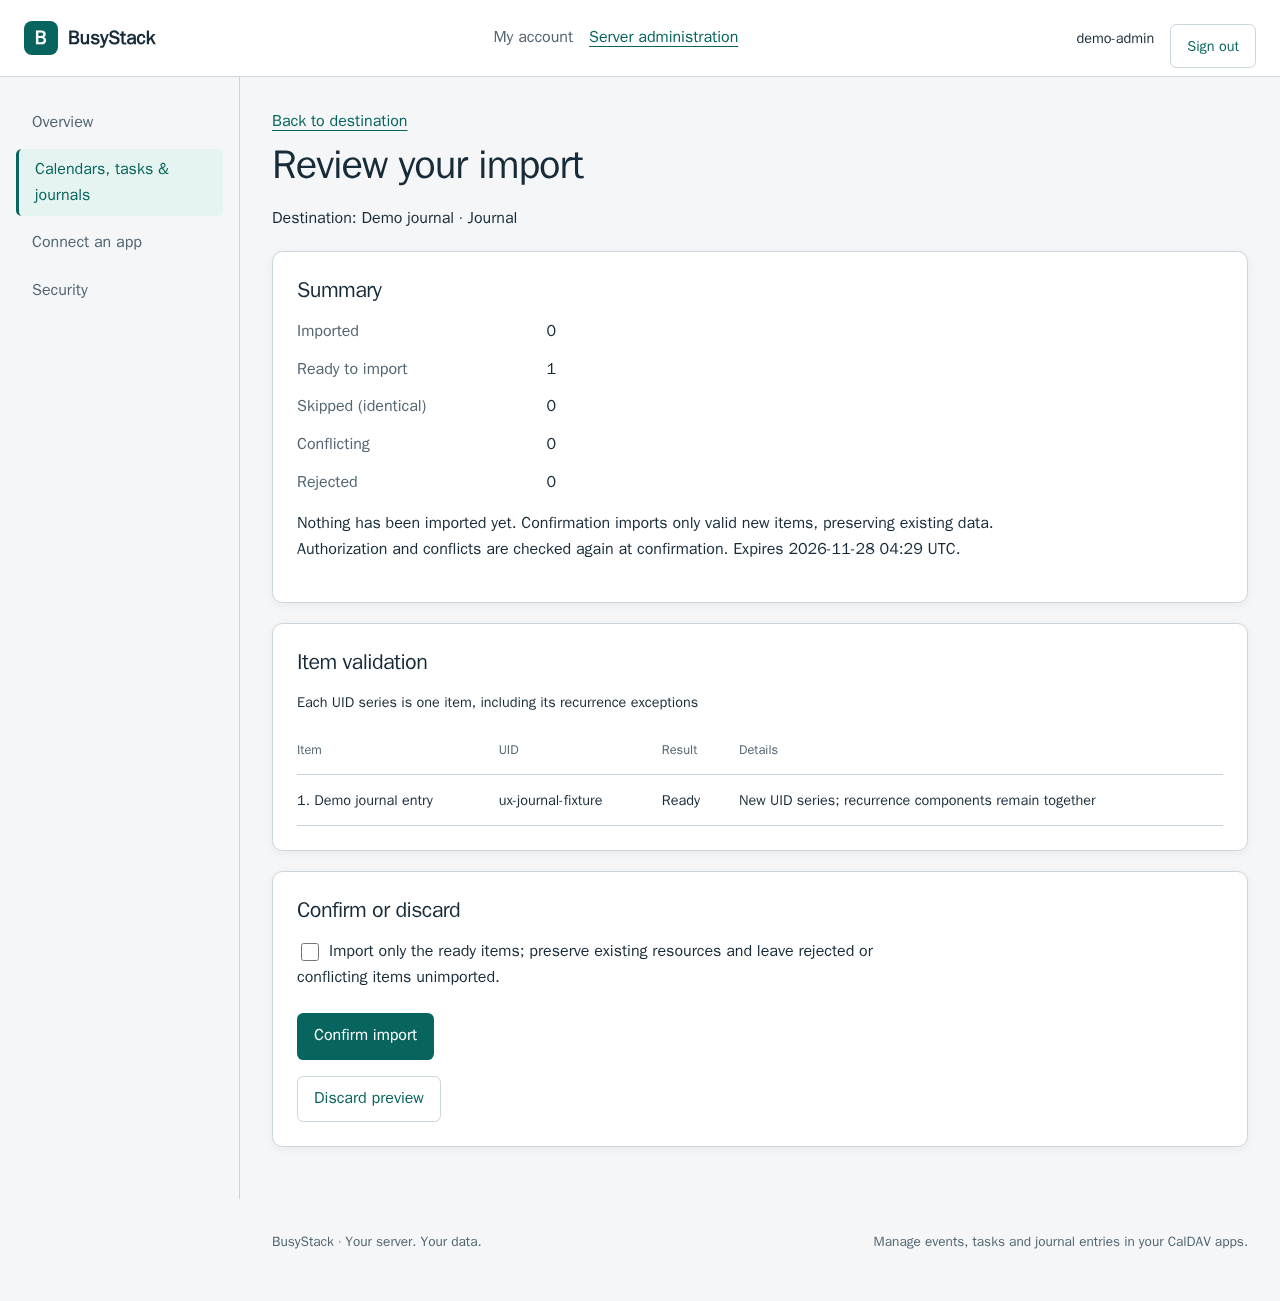 B BusyStack
My account Server administration
demo-admin Sign out
Overview
Calendars, tasks &
journals
Connect an app
Security
Back to destination
Review your import
Destination: Demo journal · Journal
Summary
Imported 0
Ready to import 1
Skipped (identical) 0
Conflicting 0
Rejected 0
Nothing has been imported yet. Confirmation imports only valid new items, preserving existing data.
Authorization and conflicts are checked again at confirmation. Expires 2026-11-28 04:29 UTC.
Item validation
Each UID series is one item, including its recurrence exceptions
Item UID Result Details
1. Demo journal entry ux-journal-fixture Ready New UID series; recurrence components remain together
Confirm or discard
Import only the ready items; preserve existing resources and leave rejected or
conflicting items unimported.
Confirm import
Discard preview
BusyStack · Your server. Your data.
Manage events, tasks and journal entries in your CalDAV apps.